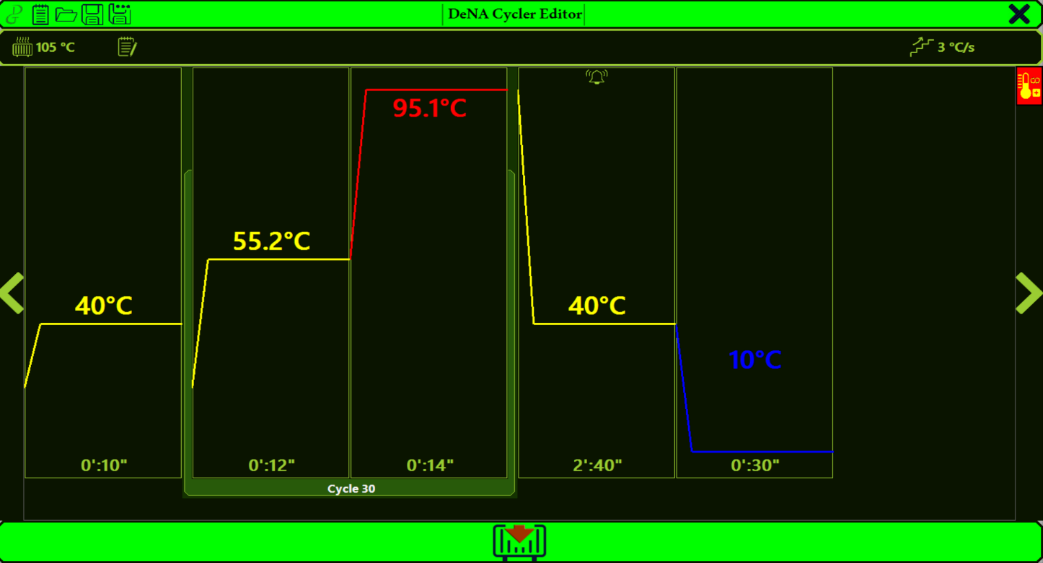 DeNA Cycler Editor
105 °C
3 °C/s
95.1°C
55.2°C
40°C
40°C
10°C
0':10"
0':12"
0':14"
2':40"
0':30"
Cycle 30